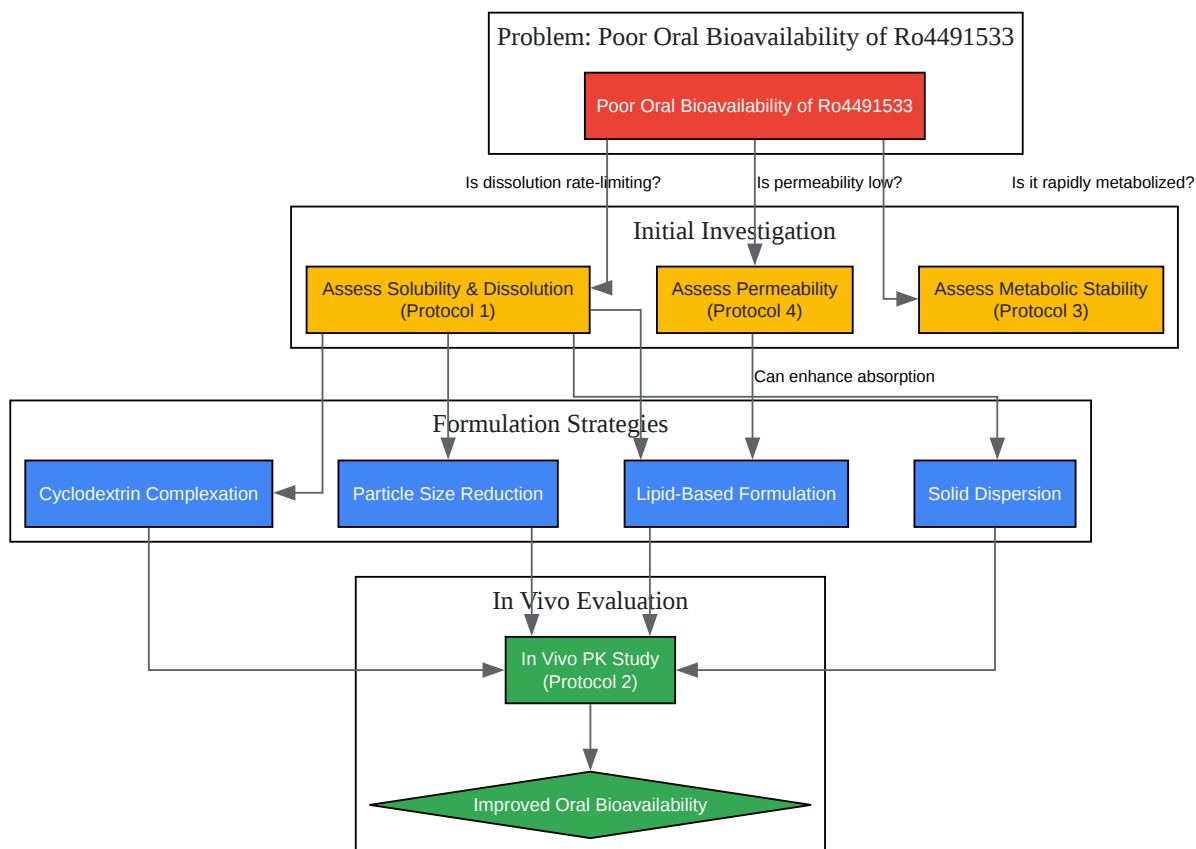 Problem: Poor Oral Bioavailability of Ro4491533
Poor Oral Bioavailability of Ro4491533
Is dissolution rate-limiting?
Is permeability low?
Is it rapidly metabolized?
Initial Investigation
Assess Solubility & Dissolution
(Protocol 1)
Assess Permeability
(Protocol 4)
Assess Metabolic Stability
(Protocol 3)
Can enhance absorption
Formulation Strategies
Cyclodextrin Complexation
Particle Size Reduction
Lipid-Based Formulation
Solid Dispersion
In Vivo Evaluation
In Vivo PK Study
(Protocol 2)
Improved Oral Bioavailability